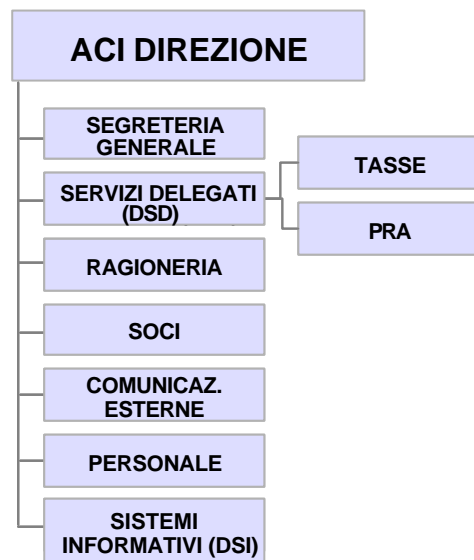 ACI DIREZIONE
SEGRETERIA
GENERALE
SERVIZI DELEGATI
(DSD)
TASSE
PRA
RAGIONERIA
SOCI
COMUNICAZ.
ESTERNE
PERSONALE
SISTEMI
INFORMATIVI (DSI)